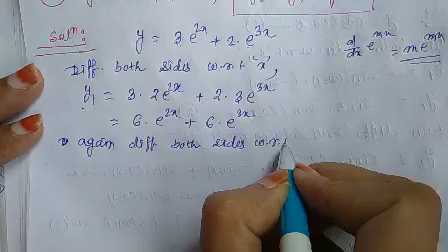 Solⁿ:
y = 3e^{2x} + 2·e^{3x}
d/dx e^{mx} = me^{mx}
Diff both sides w.r.t 'x',
y₁ = 3·2e^{2x} + 2·3e^{3x}
= 6·e^{2x} + 6·e^{3x}
again diff both sides w.r.t